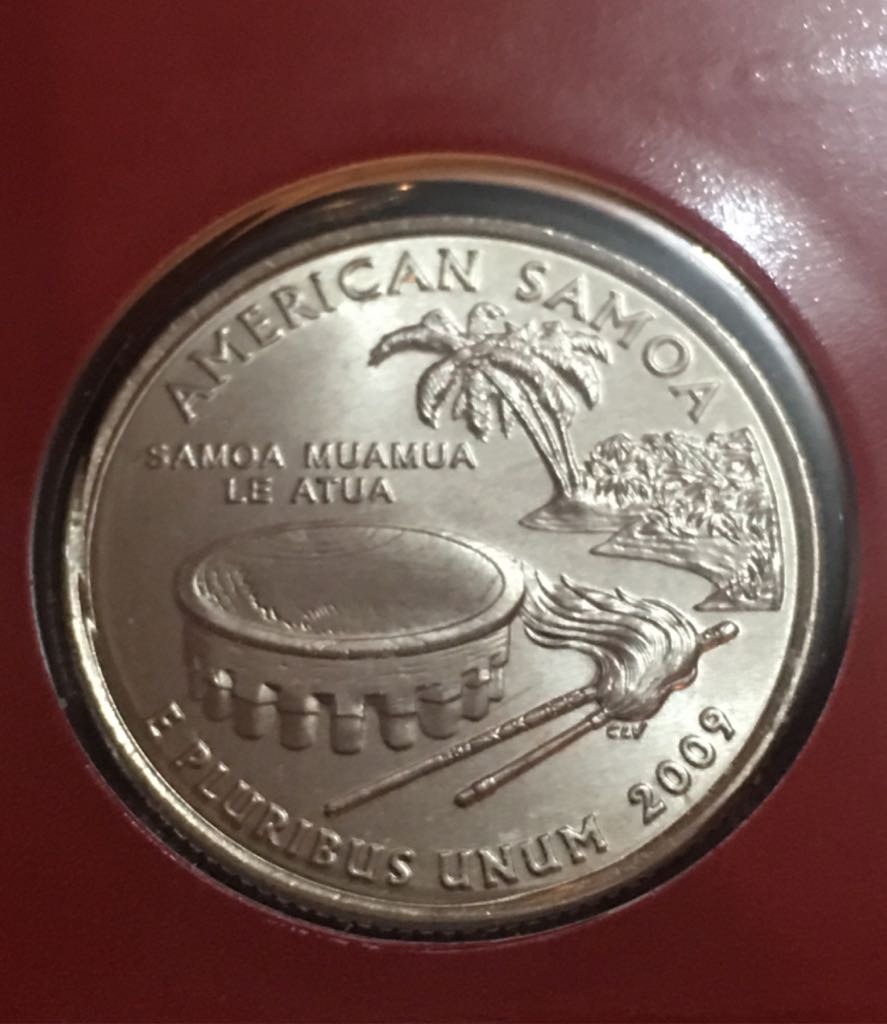 AMERICAN SAMOA
SAMOA MUAMUA
LE ATUA
CLV
E PLURIBUS UNUM 2009